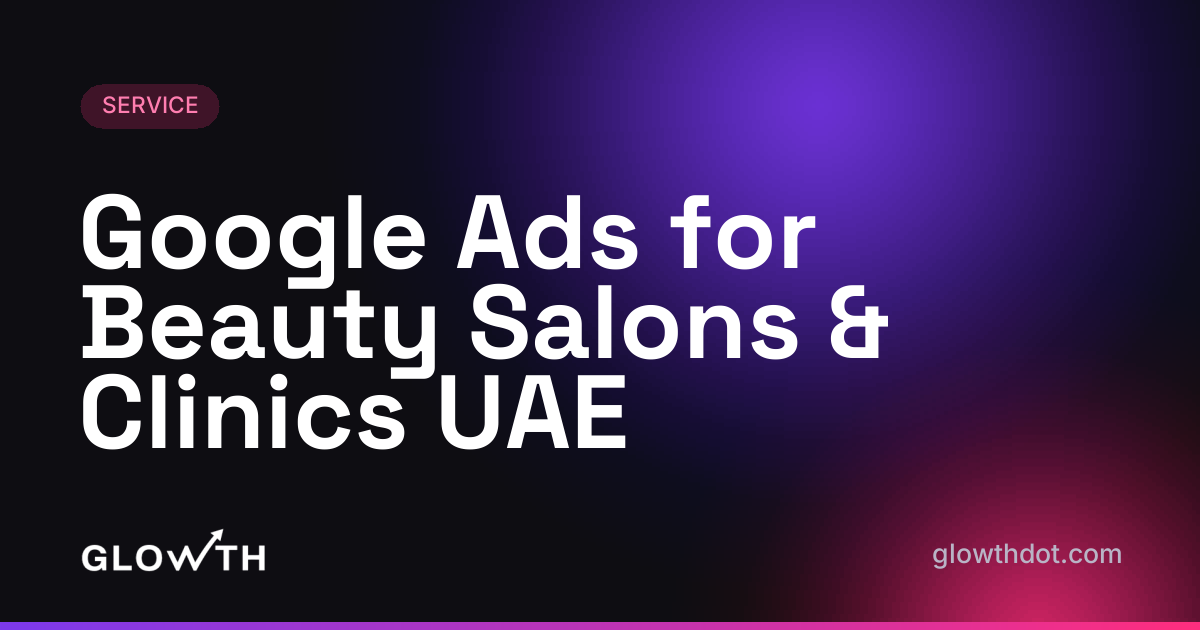 SERVICE
Google Ads for
Beauty Salons &
Clinics UAE
GLOWTH
glowthdot.com